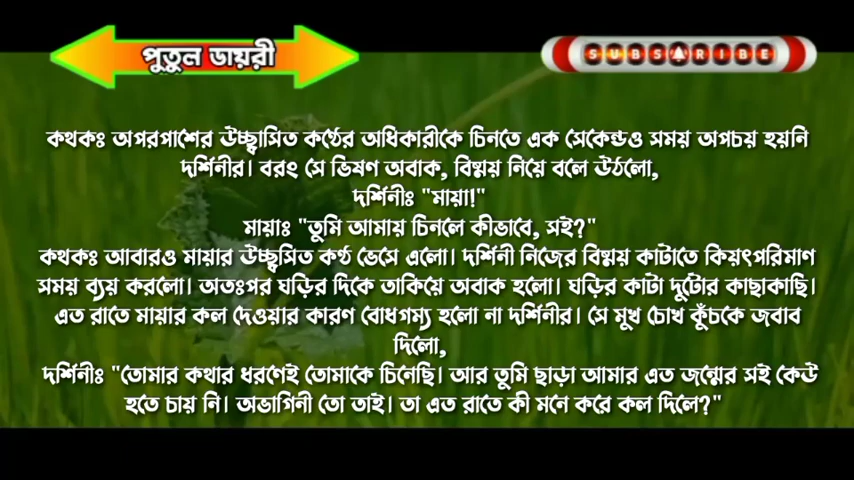 পুতুল ডায়রী
SUBSCRIBE
কথকঃ অপরপাশের উচ্ছ্বাসিত কণ্ঠের অধিকারীকে চিনতে এক সেকেন্ডও সময় অপচয় হয়নি
দর্শিনীর। বরং সে ভিষণ অবাক, বিষ্ময় নিয়ে বলে উঠলো,
দর্শিনীঃ "মায়া!"
মায়াঃ "তুমি আমায় চিনলে কীভাবে, সই?"
কথকঃ আবারও মায়ার উচ্ছ্বসিত কণ্ঠ ভেসে এলো। দর্শিনী নিজের বিষ্ময় কাটাতে কিয়ৎপরিমাণ
সময় ব্যয় করলো। অতঃপর ঘড়ির দিকে তাকিয়ে অবাক হলো। ঘড়ির কাটা দুটোর কাছাকাছি।
এত রাতে মায়ার কল দেওয়ার কারণ বোধগম্য হলো না দর্শিনীর। সে মুখ চোখ কুঁচকে জবাব
দিলো,
দর্শিনীঃ "তোমার কথার ধরণেই তোমাকে চিনেছি। আর তুমি ছাড়া আমার এত জন্মের সই কেউ
হতে চায় নি। অভাগিনী তো তাই। তা এত রাতে কী মনে করে কল দিলে?"